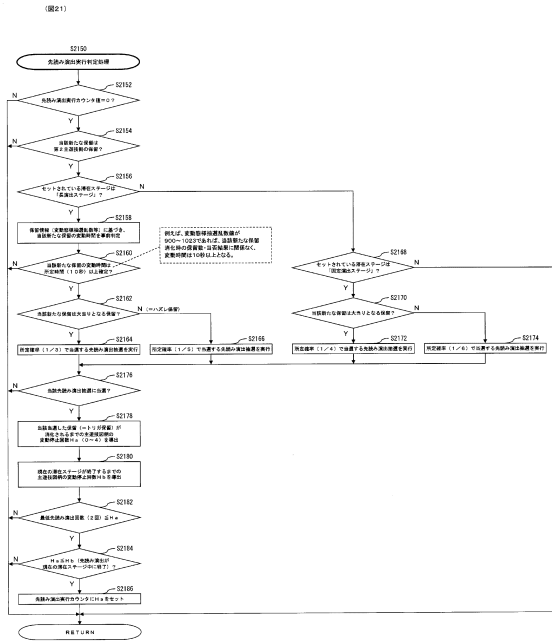 (図21)
S2150
先読み演出実行判定処理
S2152
先読み演出実行カウンタ値=0?
N
Y
S2154
当該新たな保留は
第2主遊技側の保留?
N
Y
S2156
セットされている滞在ステージは
「長演出ステージ」?
N
Y
S2158
保留情報(変動態様抽選乱数等)に基づき、
当該新たな保留の変動時間を事前判定
例えば、変動態様抽選乱数値が
900~1023であれば、当該新たな保留
消化時の保留数・当否結果に関係なく、
変動時間は10秒以上となる。
S2160
当該新たな保留の変動時間は
所定時間(10秒)以上確定?
N
Y
S2168
セットされている滞在ステージは
「固定演出ステージ」?
N
Y
S2162
当該新たな保留は大当りとなる保留?
N
(=ハズレ保留)
Y
S2170
当該新たな保留は大当りとなる保留?
N
Y
S2164
所定確率(1/3)で当選する先読み演出抽選を実行
S2166
所定確率(1/5)で当選する先読み演出抽選を実行
S2172
所定確率(1/4)で当選する先読み演出抽選を実行
S2174
所定確率(1/6)で当選する先読み演出抽選を実行
S2176
当該先読み演出抽選に当選?
N
Y
S2178
当該当選した保留(=トリガ保留)が
消化されるまでの主遊技図柄の
変動停止回数Ha(0~4)を導出
S2180
現在の滞在ステージが終了するまでの
主遊技図柄の変動停止回数Hbを導出
S2182
最低先読み演出回数(2回)≦Ha
N
Y
S2184
Ha≦Hb(先読み演出が
現在の滞在ステージ中に終了)?
N
Y
S2186
先読み演出実行カウンタにHaをセット
RETURN